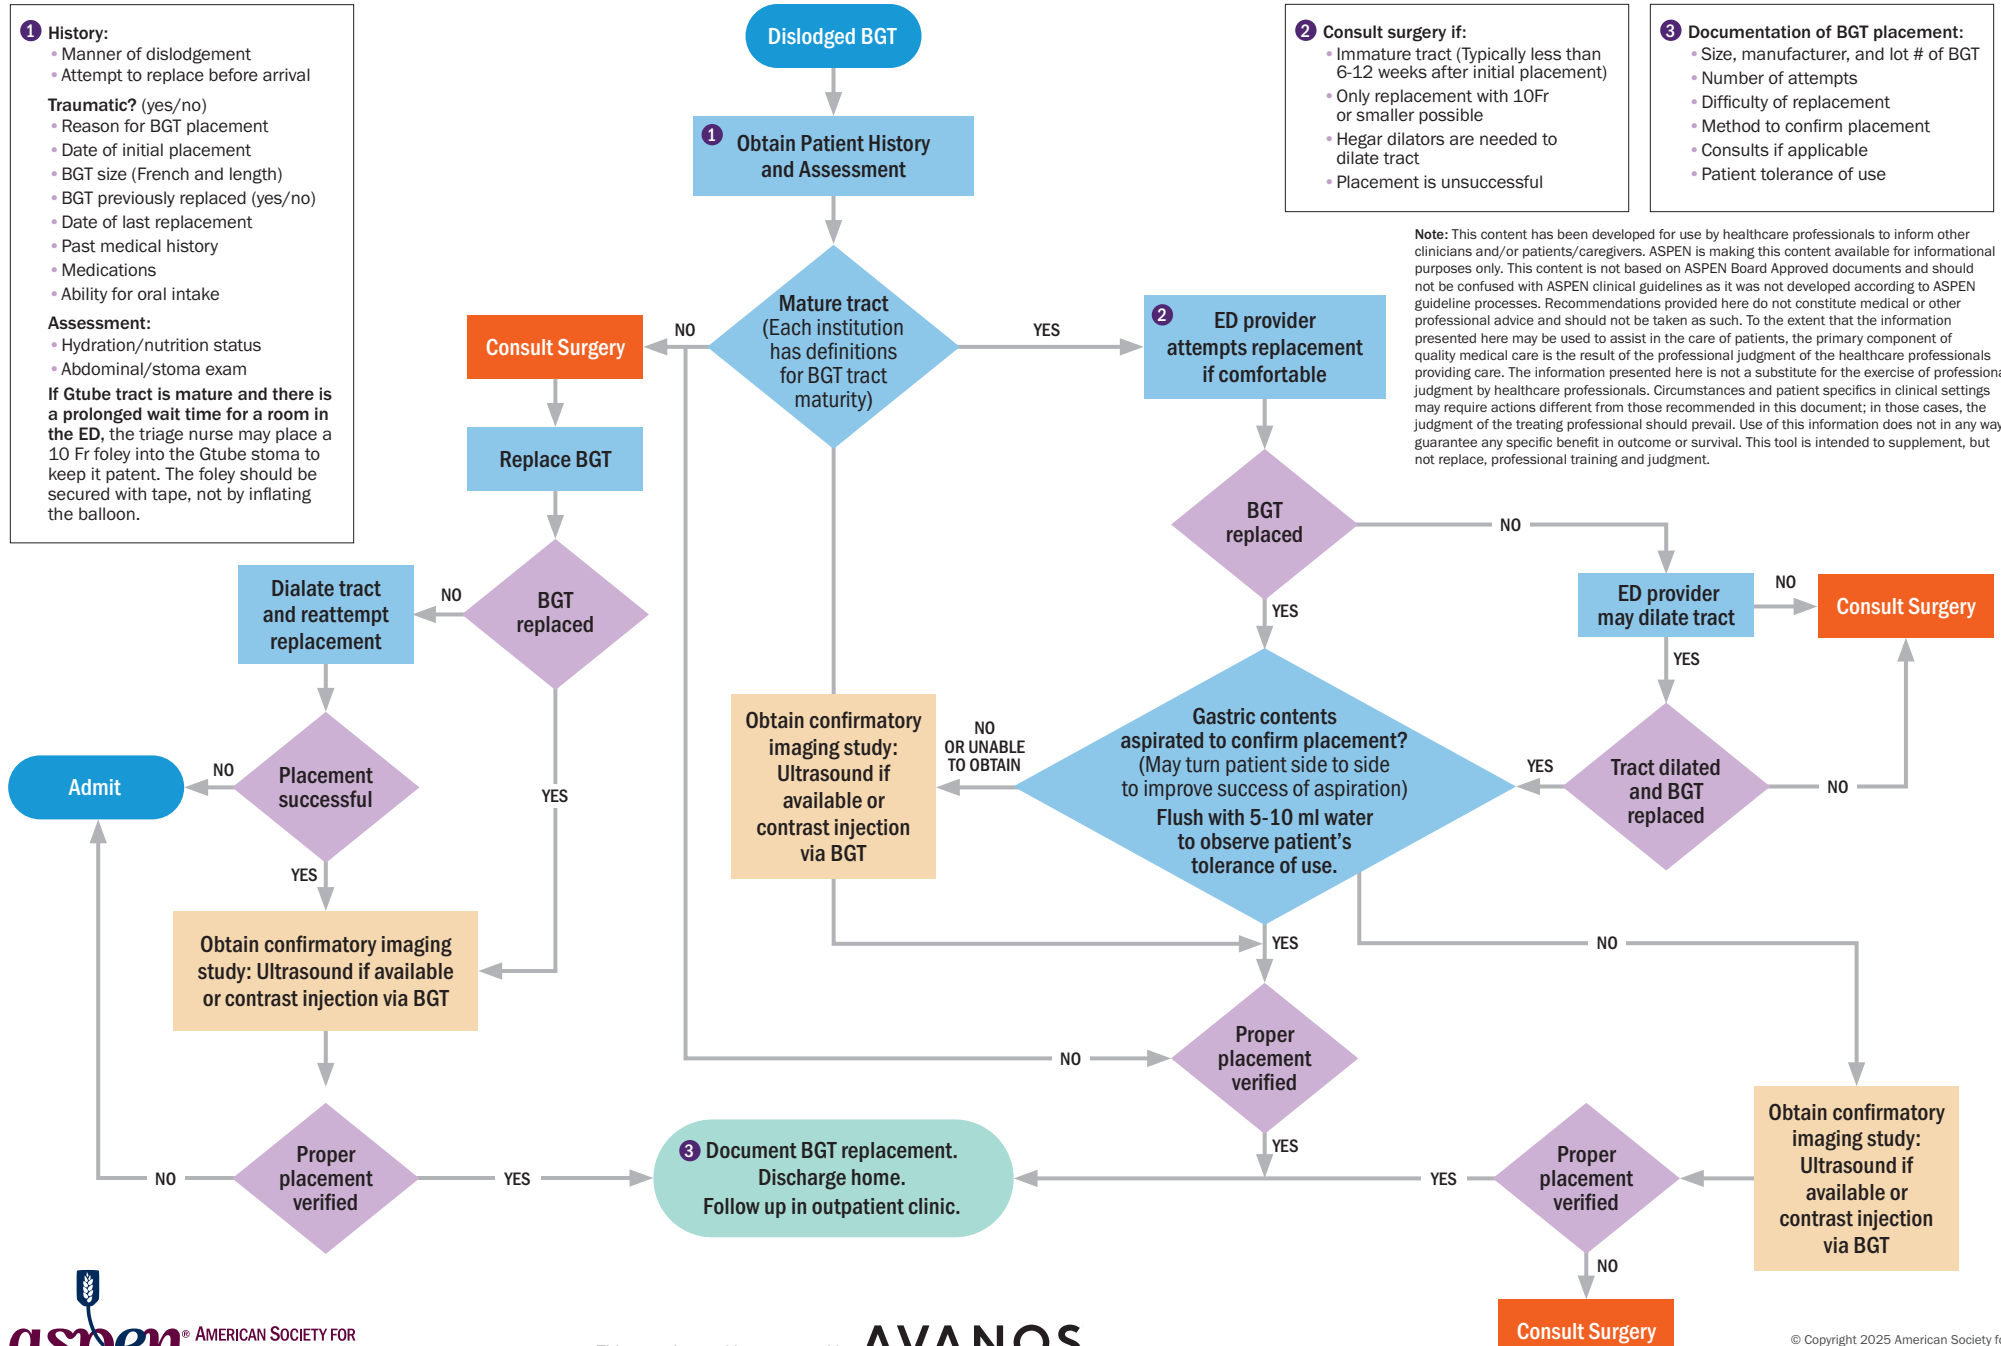 1 History:
• Manner of dislodgement
• Attempt to replace before arrival
Traumatic? (yes/no)
• Reason for BGT placement
• Date of initial placement
• BGT size (French and length)
• BGT previously replaced (yes/no)
• Date of last replacement
• Past medical history
• Medications
• Ability for oral intake
Assessment:
• Hydration/nutrition status
• Abdominal/stoma exam
If Gtube tract is mature and there is
a prolonged wait time for a room in
the ED, the triage nurse may place a
10 Fr foley into the Gtube stoma to
keep it patent. The foley should be
secured with tape, not by inflating
the balloon.
Dislodged BGT
1 Obtain Patient History
and Assessment
2 Consult surgery if:
• Immature tract (Typically less than
6-12 weeks after initial placement)
• Only replacement with 10Fr
or smaller possible
• Hegar dilators are needed to
dilate tract
• Placement is unsuccessful
3 Documentation of BGT placement:
• Size, manufacturer, and lot # of BGT
• Number of attempts
• Difficulty of replacement
• Method to confirm placement
• Consults if applicable
• Patient tolerance of use
Note: This content has been developed for use by healthcare professionals to inform other
clinicians and/or patients/caregivers. ASPEN is making this content available for informational
purposes only. This content is not based on ASPEN Board Approved documents and should
not be confused with ASPEN clinical guidelines as it was not developed according to ASPEN
guideline processes. Recommendations provided here do not constitute medical or other
professional advice and should not be taken as such. To the extent that the information
presented here may be used to assist in the care of patients, the primary component of
quality medical care is the result of the professional judgment of the healthcare professionals
providing care. The information presented here is not a substitute for the exercise of professional
judgment by healthcare professionals. Circumstances and patient specifics in clinical settings
may require actions different from those recommended in this document; in those cases, the
judgment of the treating professional should prevail. Use of this information does not in any way
guarantee any specific benefit in outcome or survival. This tool is intended to supplement, but
not replace, professional training and judgment.
Mature tract
(Each institution
has definitions
for BGT tract
maturity)
NO
YES
Consult Surgery
2 ED provider
attempts replacement
if comfortable
Replace BGT
BGT
replaced
NO
YES
Dialate tract
and reattempt
replacement
NO
BGT
replaced
YES
ED provider
may dilate tract
NO
Consult Surgery
YES
Placement
successful
NO
Admit
YES
Obtain confirmatory
imaging study:
Ultrasound if
available or
contrast injection
via BGT
NO
OR UNABLE
TO OBTAIN
Gastric contents
aspirated to confirm placement?
(May turn patient side to side
to improve success of aspiration)
Flush with 5-10 ml water
to observe patient's
tolerance of use.
YES
Tract dilated
and BGT
replaced
NO
Obtain confirmatory imaging
study: Ultrasound if available
or contrast injection via BGT
YES
NO
Proper
placement
verified
NO
YES
Proper
placement
verified
NO
YES
3 Document BGT replacement.
Discharge home.
Follow up in outpatient clinic.
YES
Proper
placement
verified
NO
Obtain confirmatory
imaging study:
Ultrasound if
available or
contrast injection
via BGT
Consult Surgery
aspen® AMERICAN SOCIETY FOR
AVANOS
© Copyright 2025 American Society